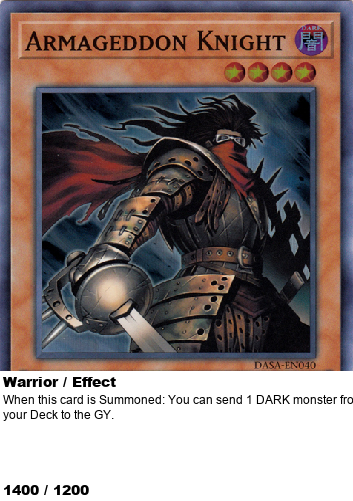 ARMAGEDDON KNIGHT
DARK
闇
DASA-EN040
Warrior / Effect
When this card is Summoned: You can send 1 DARK monster fro
your Deck to the GY.
1400 / 1200